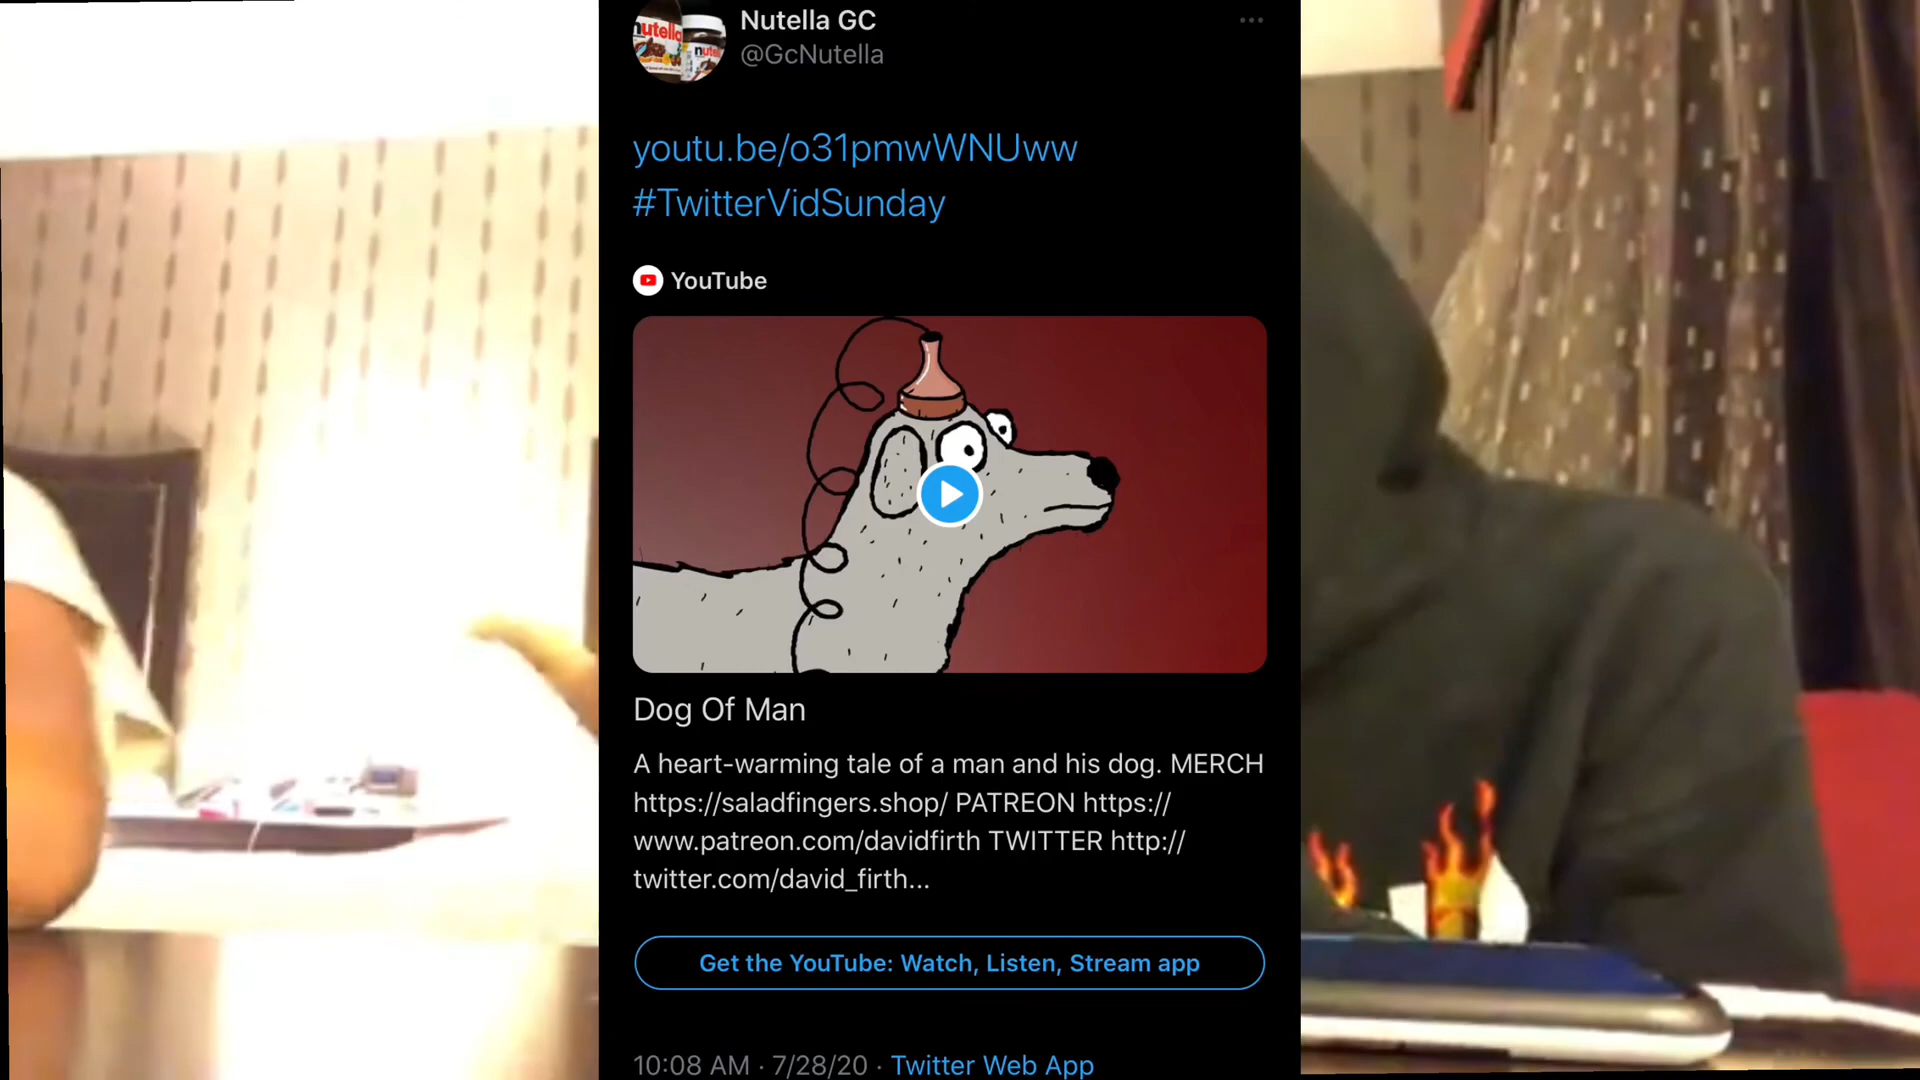 nutella
nute
Nutella GC
@GcNutella
youtu.be/o31pmwWNUww
#TwitterVidSunday
YouTube
Dog Of Man
A heart-warming tale of a man and his dog. MERCH
https://saladfingers.shop/ PATREON https://
www.patreon.com/davidfirth TWITTER http://
twitter.com/david_firth...
Get the YouTube: Watch, Listen, Stream app
10:08 AM · 7/28/20 · Twitter Web App